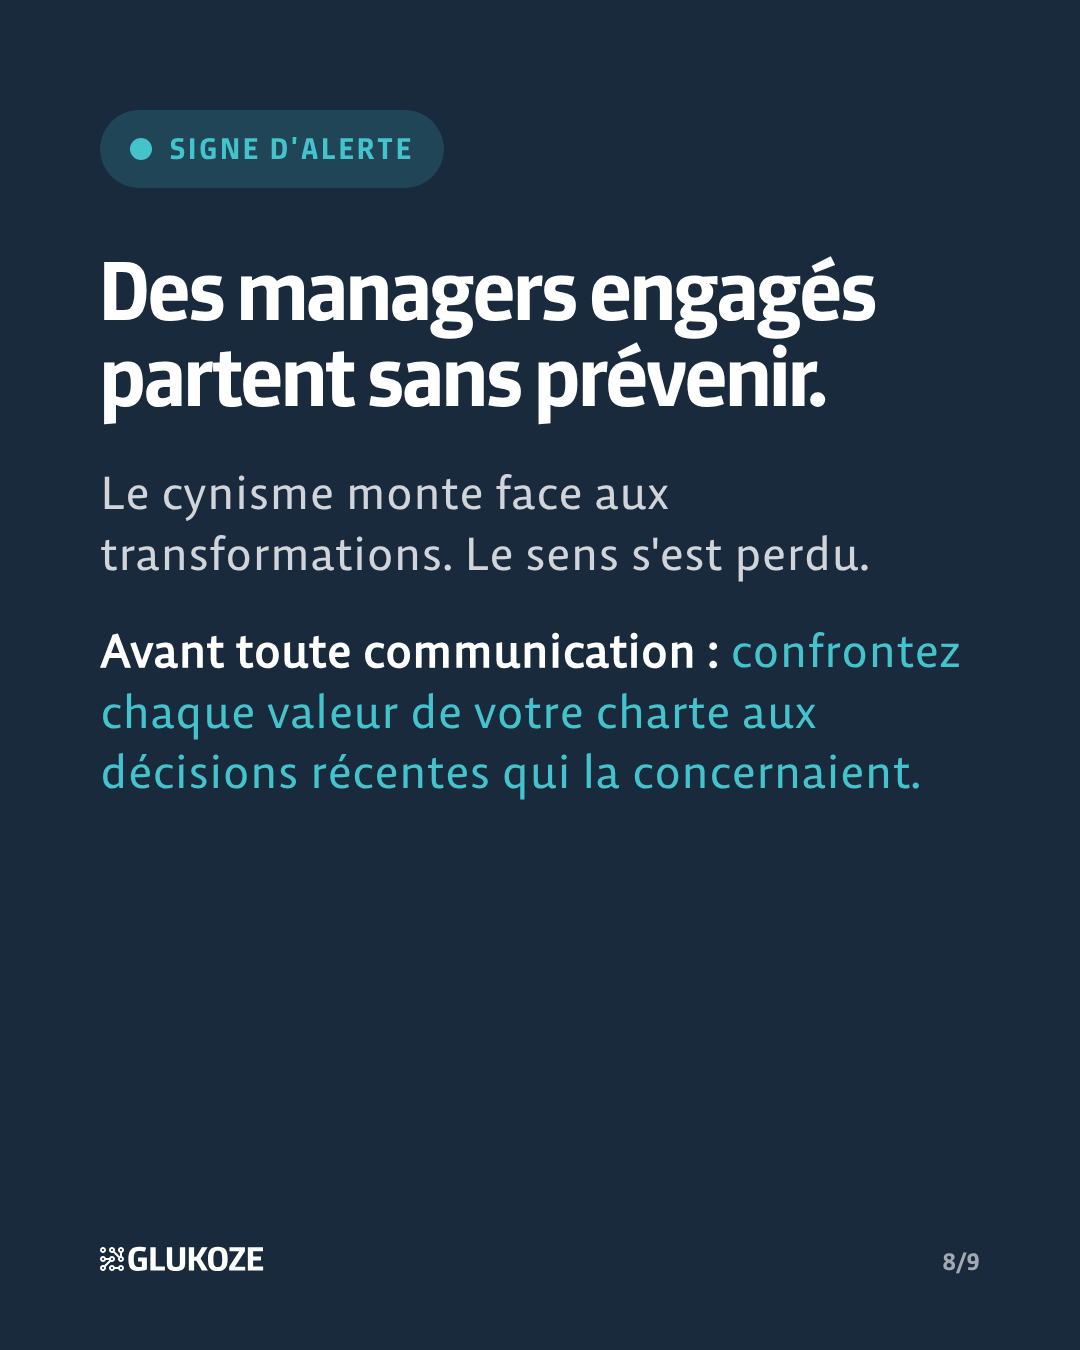 SIGNE D'ALERTE
Des managers engagés
partent sans prévenir.
Le cynisme monte face aux
transformations. Le sens s'est perdu.
Avant toute communication : confrontez
chaque valeur de votre charte aux
décisions récentes qui la concernaient.
GLUKOZE
8/9